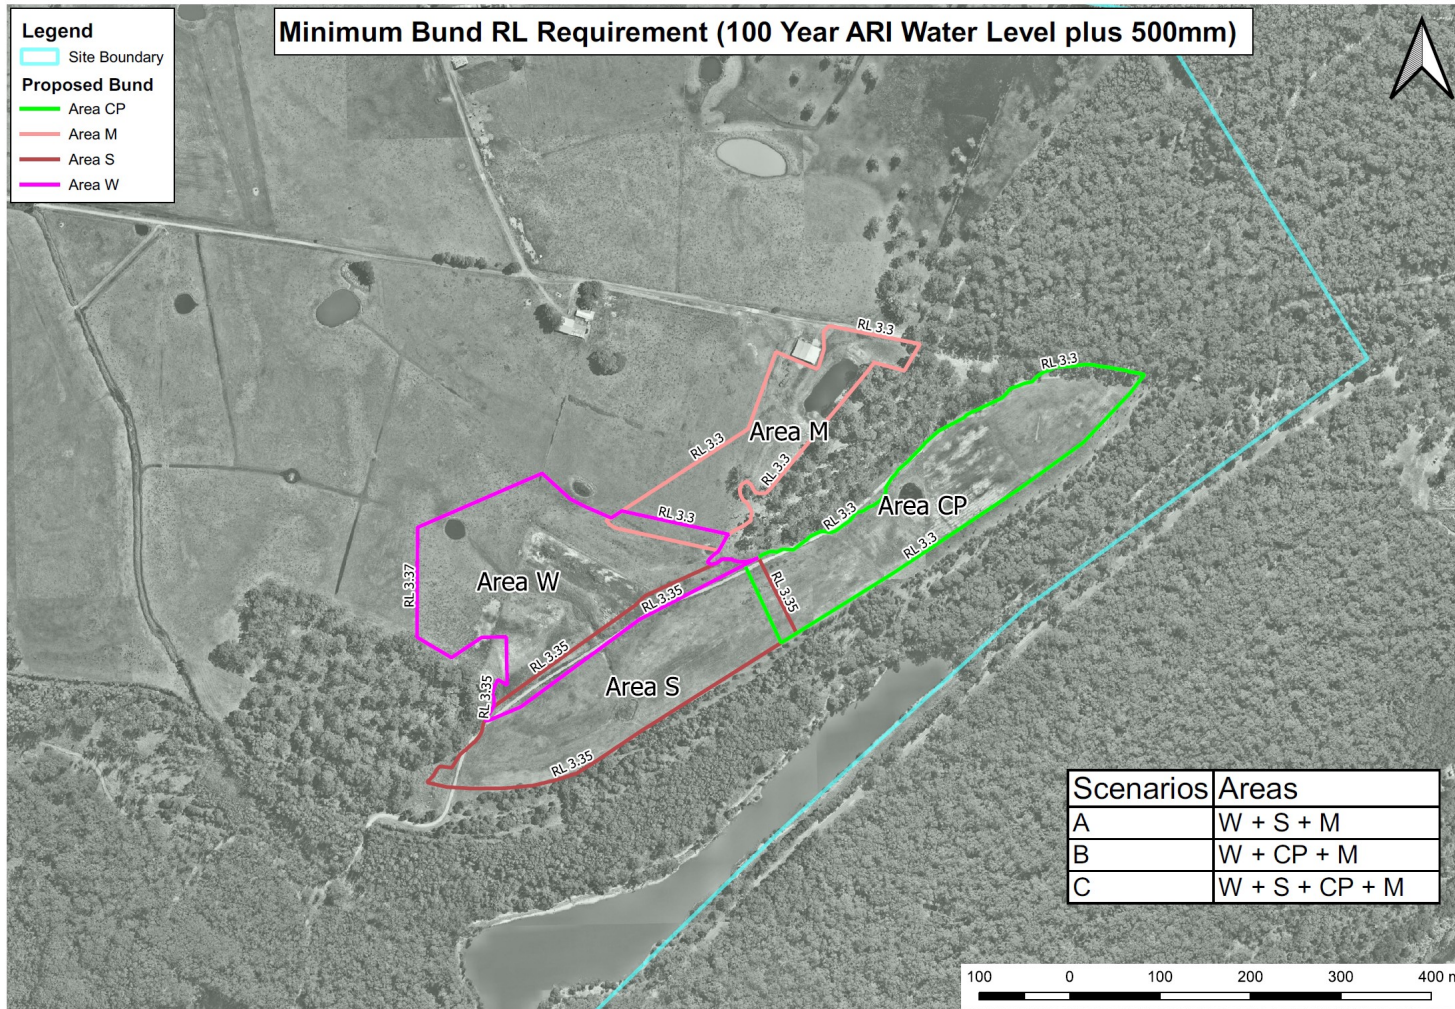 Minimum Bund RL Requirement (100 Year ARI Water Level plus 500mm)
Legend
Site Boundary
Proposed Bund
Area CP
Area M
Area S
Area W
RL 3.3
RL 3.3
RL 3.3
Area M
RL 3.3
RL 3.3
Area CP
RL 3.3
RL 3.3
RL 3.37
Area W
RL 3.35
RL 3.35
RL 3.35
RL 3.35
Area S
RL 3.35
Scenarios Areas
A W + S + M
B W + CP + M
C W + S + CP + M
100 0 100 200 300 400 m